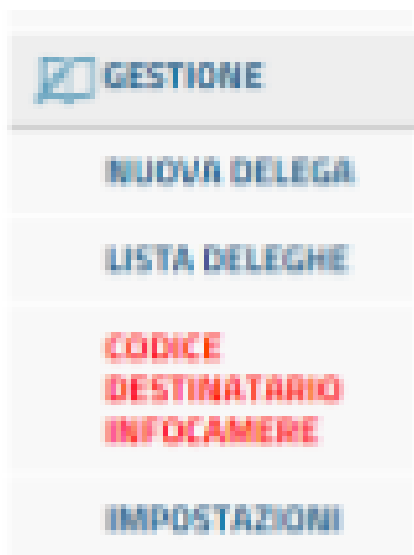 GESTIONE
NUOVA DELEGA
LISTA DELEGHE
CODICE
DESTINATARIO
INFOCAMERE
IMPOSTAZIONI